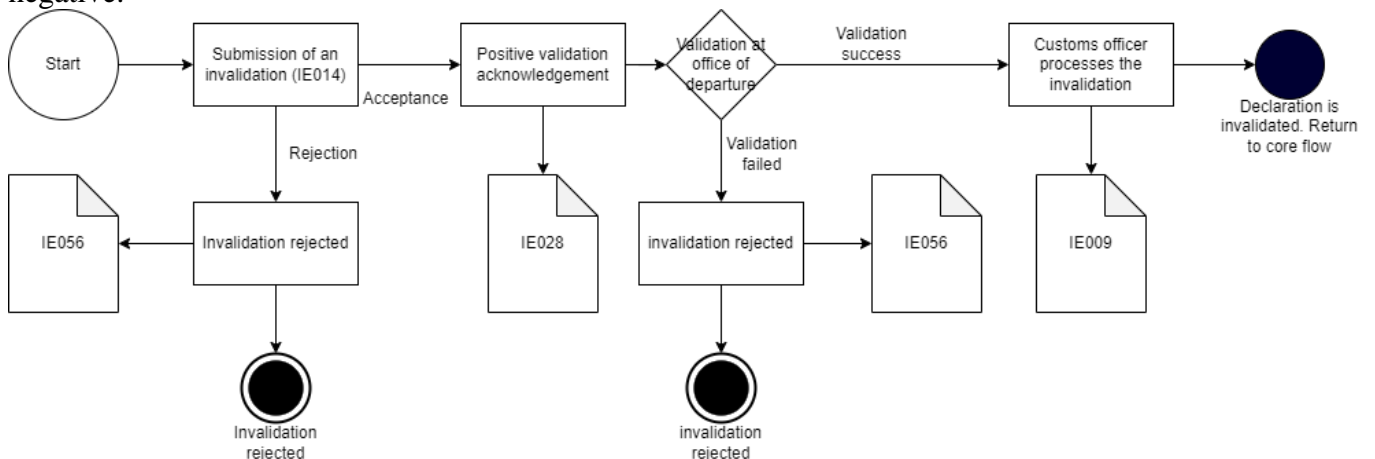 negative.
Start
Submission of an
invalidation (IE014)
Acceptance
Positive validation
acknowledgement
Validation at
office of
departure
Validation
success
Customs officer
processes the
invalidation
Declaration is
invalidated. Return
to core flow
Rejection
Validation
failed
IE056
Invalidation rejected
IE028
invalidation rejected
IE056
IE009
Invalidation
rejected
invalidation
rejected